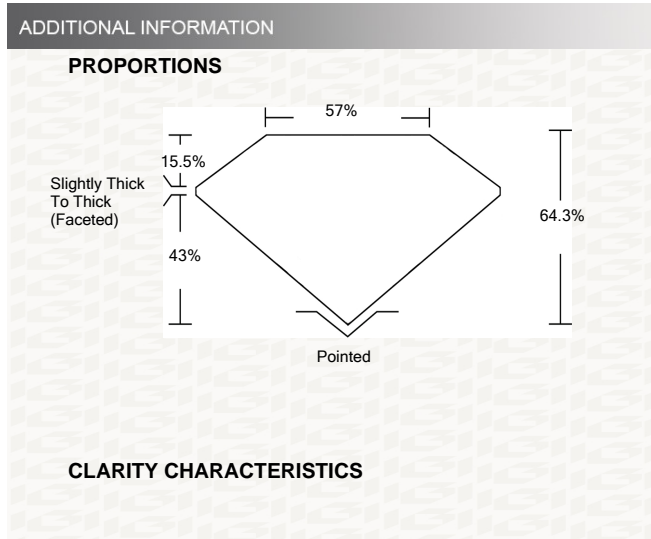 ADDITIONAL INFORMATION
PROPORTIONS
57%
15.5%
Slightly Thick
To Thick
(Faceted)
64.3%
43%
Pointed
CLARITY CHARACTERISTICS